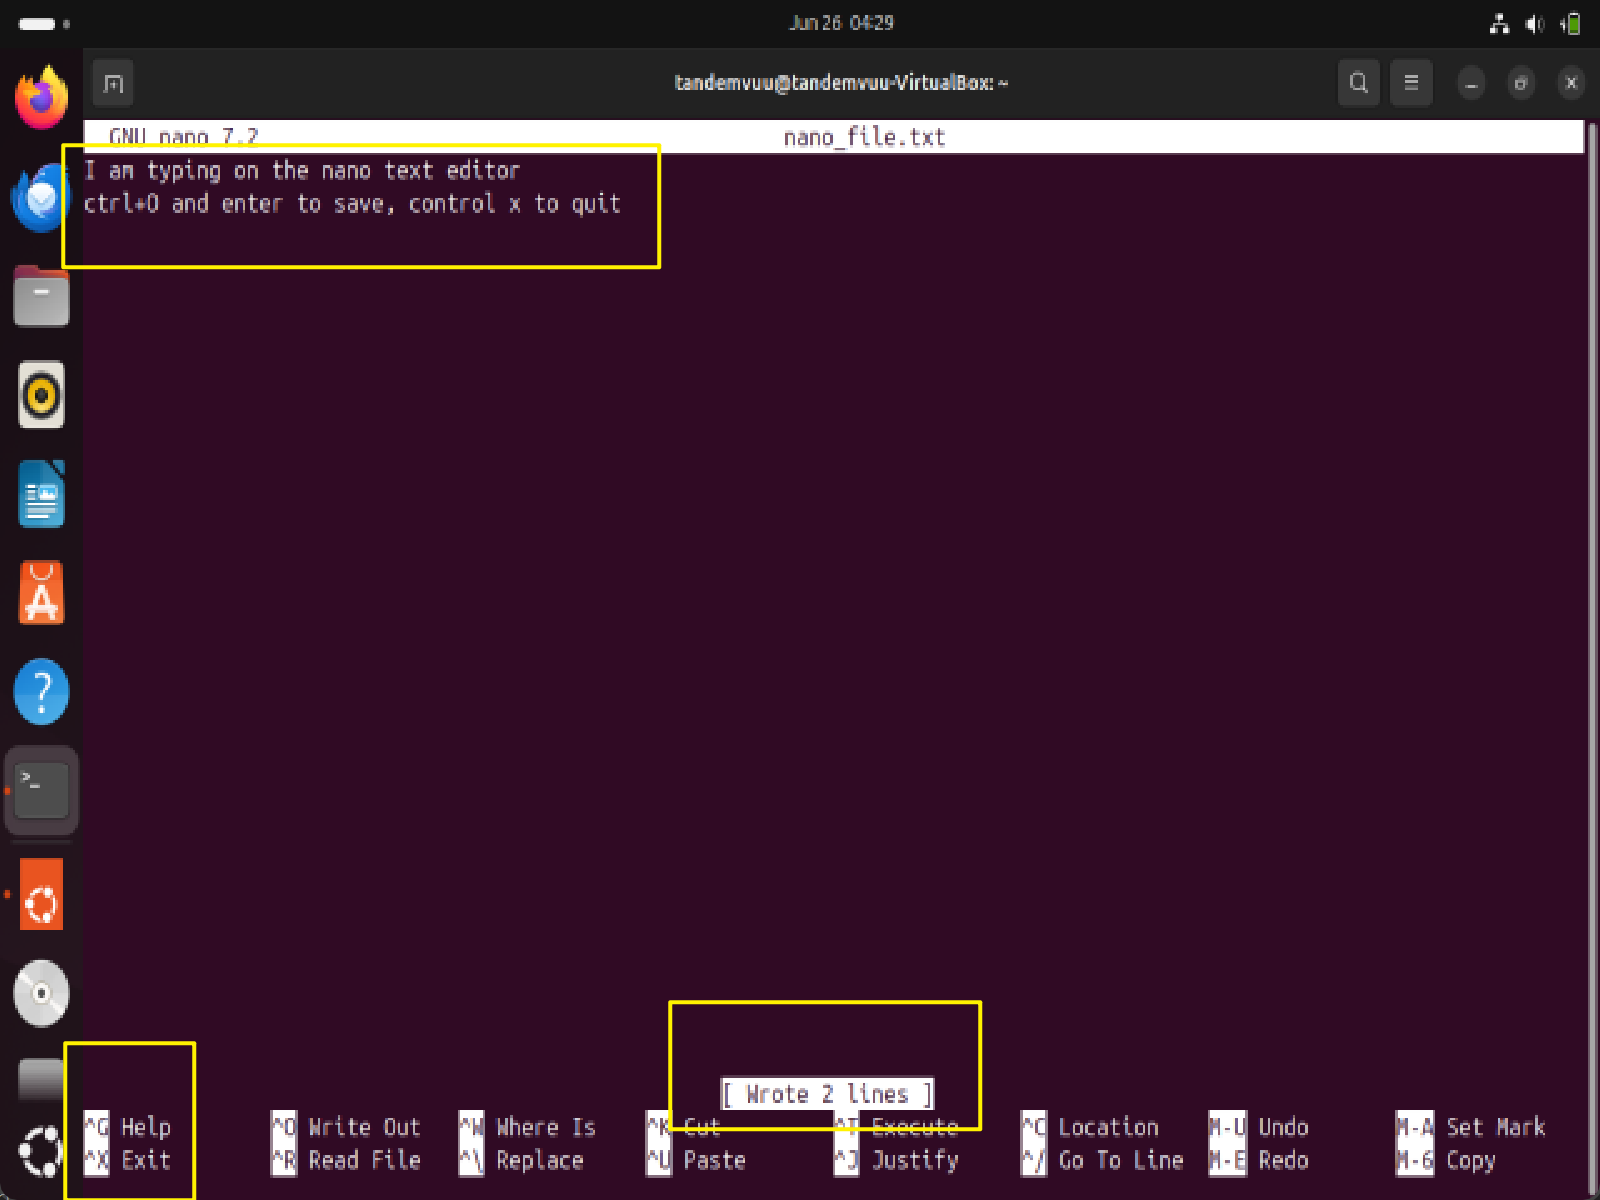 Jun 26 04:29
tandemvuu@tandemvuu-VirtualBox: ~
GNU nano 7.2 nano_file.txt
I am typing on the nano text editor
ctrl+O and enter to save, control x to quit
[ Wrote 2 lines ]
^G Help ^O Write Out ^W Where Is ^K Cut ^T Execute ^C Location M-U Undo M-A Set Mark
^X Exit ^R Read File ^\ Replace ^U Paste ^J Justify ^/ Go To Line M-E Redo M-6 Copy